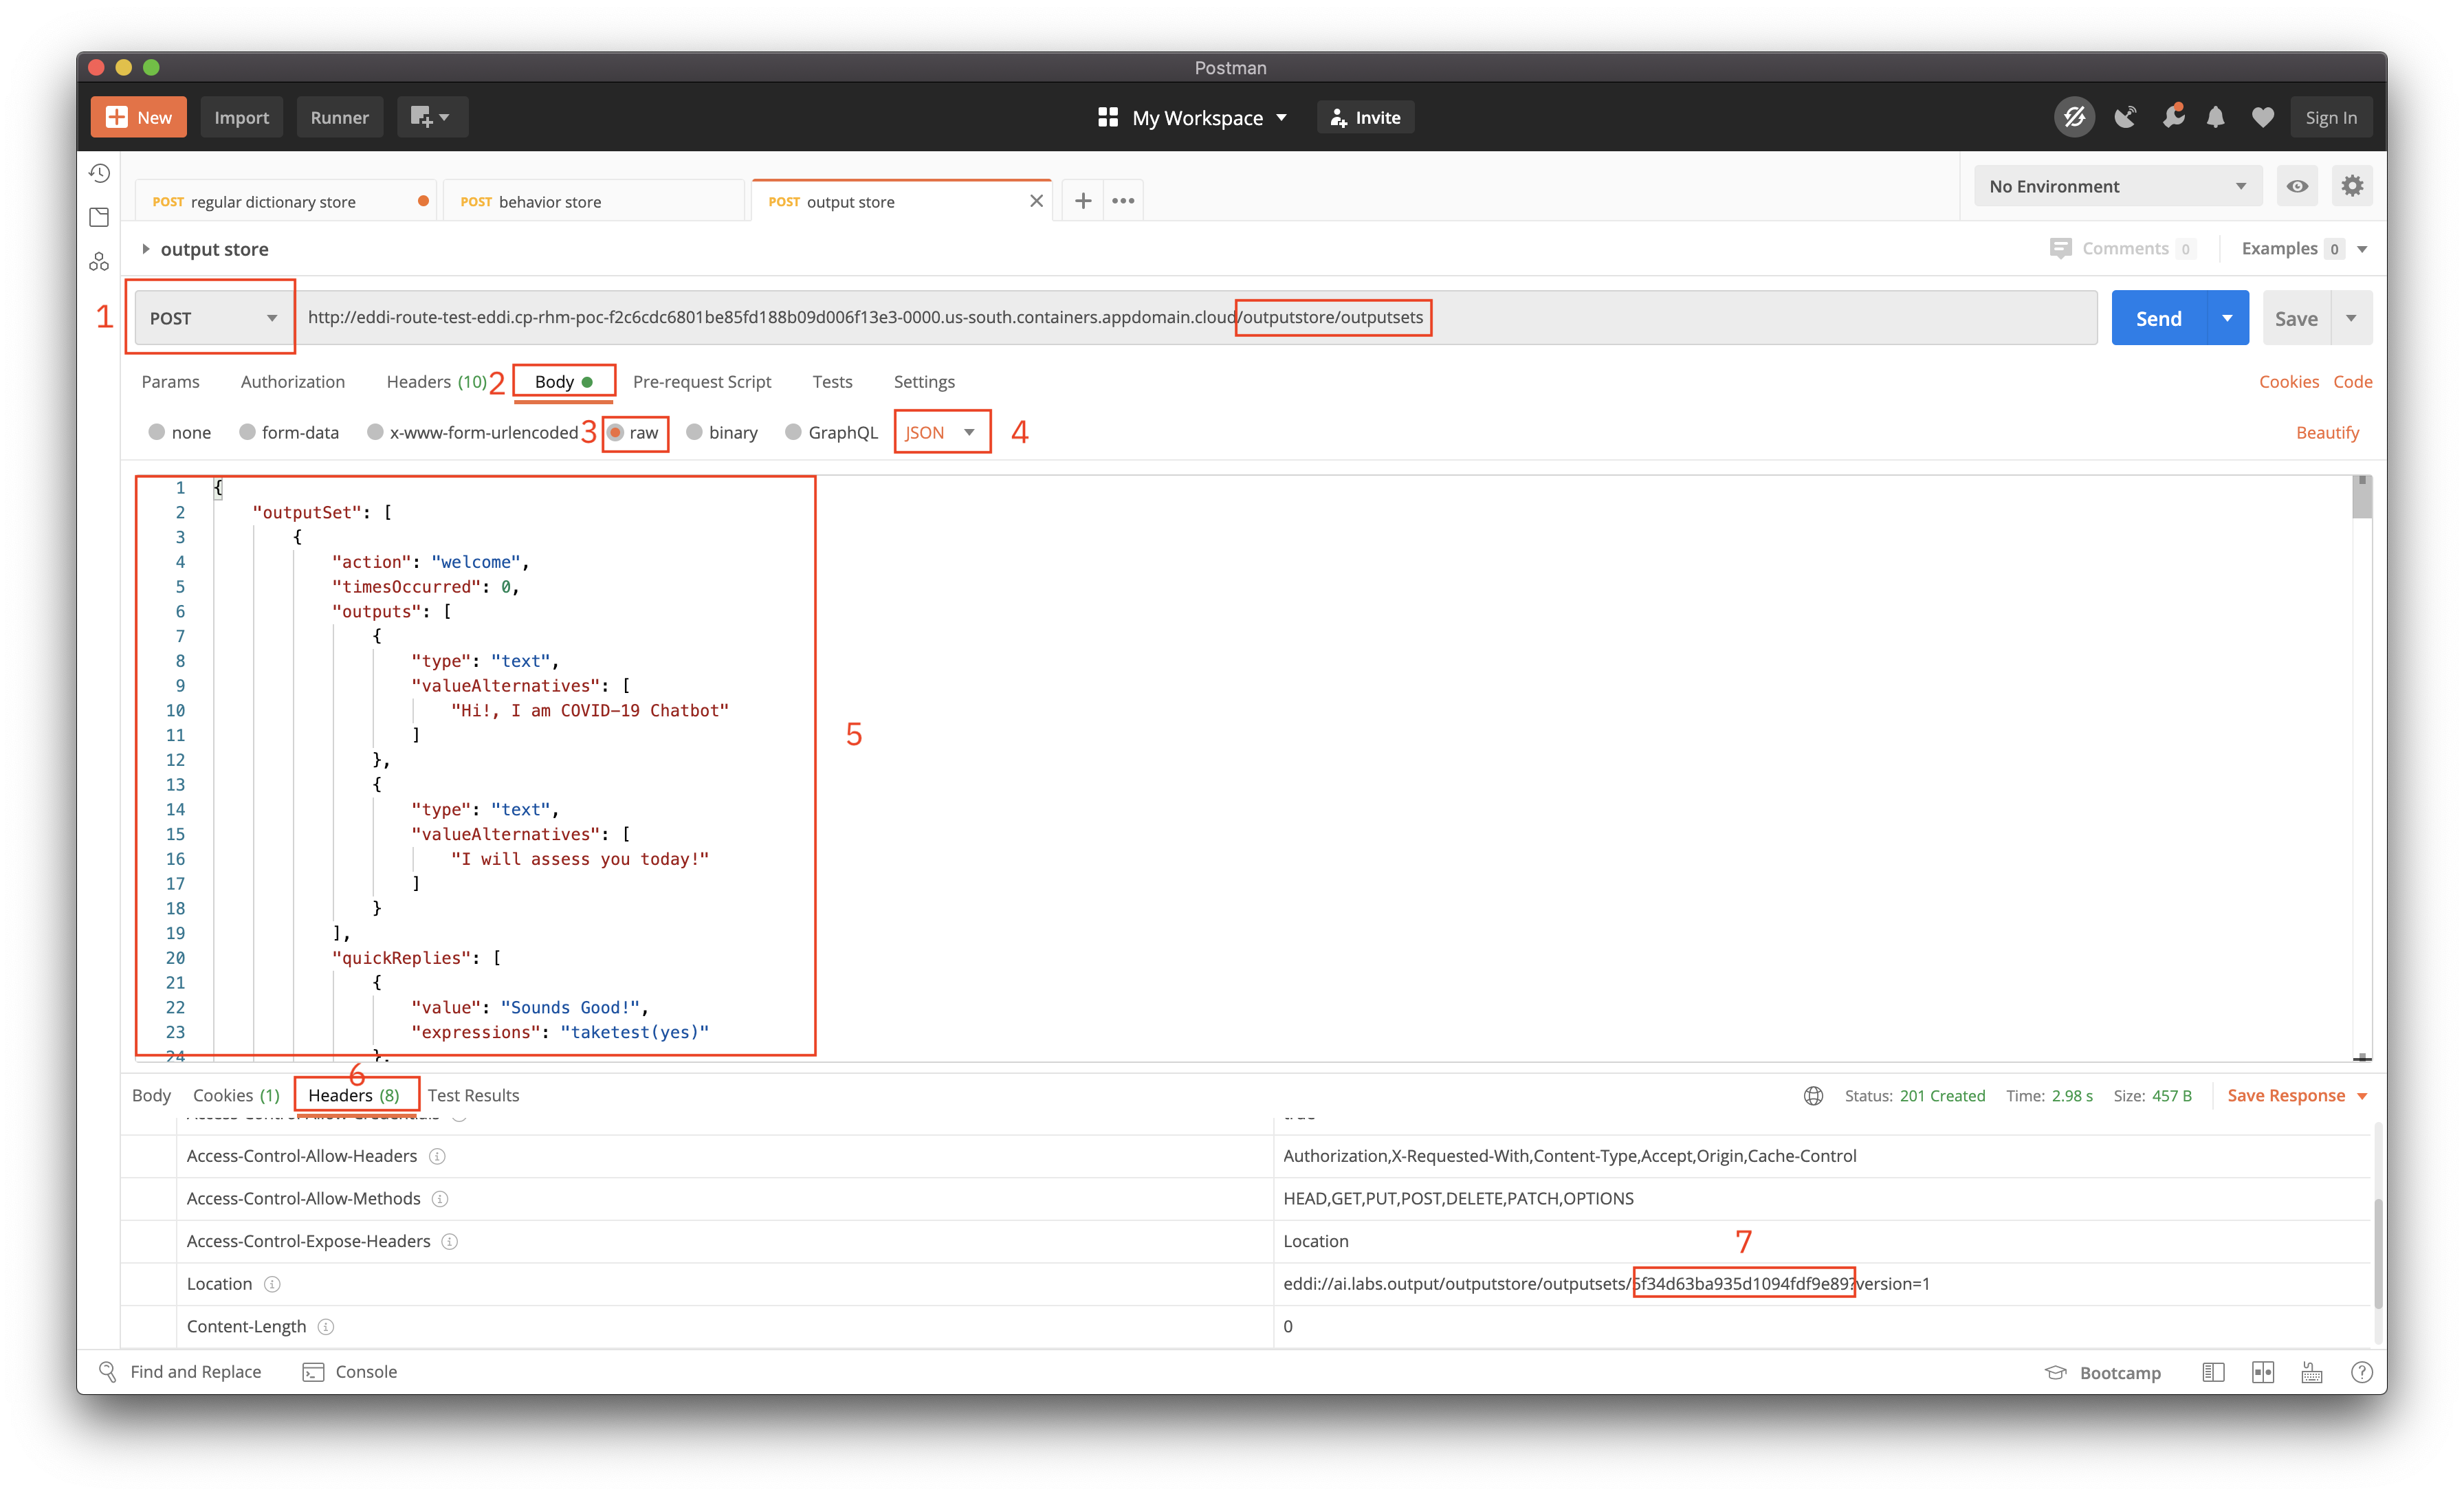 Postman
New Import Runner My Workspace Invite Sign In
POST regular dictionary store POST behavior store POST output store No Environment
output store Comments 0 Examples 0
1 POST http://eddi-route-test-eddi.cp-rhm-poc-f2c6cdc6801be85fd188b09d006f13e3-0000.us-south.containers.appdomain.cloud/outputstore/outputsets Send Save
Params Authorization Headers (10) 2 Body Pre-request Script Tests Settings Cookies Code
none form-data x-www-form-urlencoded 3 raw binary GraphQL JSON 4 Beautify
1 {
2 "outputSet": [
3 {
4 "action": "welcome",
5 "timesOccurred": 0,
6 "outputs": [
7 {
8 "type": "text",
9 "valueAlternatives": [
10 "Hi!, I am COVID-19 Chatbot"
11 ]
5
12 },
13 {
14 "type": "text",
15 "valueAlternatives": [
16 "I will assess you today!"
17 ]
18 }
19 ],
20 "quickReplies": [
21 {
22 "value": "Sounds Good!",
23 "expressions": "taketest(yes)"
24 },
6
Body Cookies (1) Headers (8) Test Results Status: 201 Created Time: 2.98 s Size: 457 B Save Response
Access-Control-Allow-Credentials true
Access-Control-Allow-Headers Authorization,X-Requested-With,Content-Type,Accept,Origin,Cache-Control
Access-Control-Allow-Methods HEAD,GET,PUT,POST,DELETE,PATCH,OPTIONS
7
Access-Control-Expose-Headers Location
Location eddi://ai.labs.output/outputstore/outputsets/5f34d63ba935d1094fdf9e89?version=1
Content-Length 0
Find and Replace Console Bootcamp